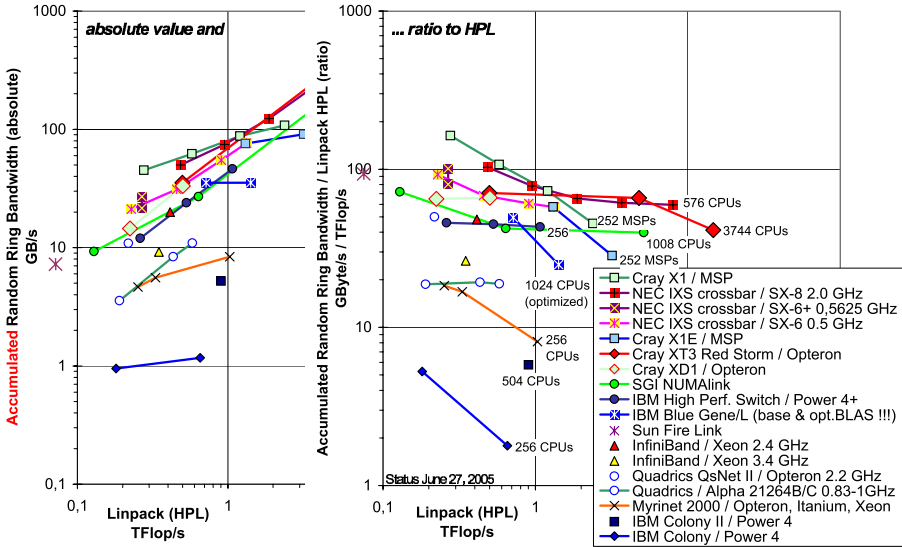 absolute value and
Accumulated Random Ring Bandwidth (absolute)
GB/s
1000
100
10
1
0,1
0,1
1
Linpack (HPL)
TFlop/s
... ratio to HPL
Accumulated Random Ring Bandwidth / Linpack HPL (ratio)
GByte/s / TFlop/s
1000
100
10
1
0,1
1
Linpack (HPL)
TFlop/s
576 CPUs
252 MSPs
3744 CPUs
256
1008 CPUs
252 MSPs
1024 CPUs
(optimized)
256
CPUs
504 CPUs
256 CPUs
Status June 27, 2005
Cray X1 / MSP
NEC IXS crossbar / SX-8 2.0 GHz
NEC IXS crossbar / SX-6+ 0,5625 GHz
NEC IXS crossbar / SX-6 0.5 GHz
Cray X1E / MSP
Cray XT3 Red Storm / Opteron
Cray XD1 / Opteron
SGI NUMAlink
IBM High Perf. Switch / Power 4+
IBM Blue Gene/L (base & opt.BLAS !!!)
Sun Fire Link
InfiniBand / Xeon 2.4 GHz
InfiniBand / Xeon 3.4 GHz
Quadrics QsNet II / Opteron 2.2 GHz
Quadrics / Alpha 21264B/C 0.83-1GHz
Myrinet 2000 / Opteron, Itanium, Xeon
IBM Colony II / Power 4
IBM Colony / Power 4